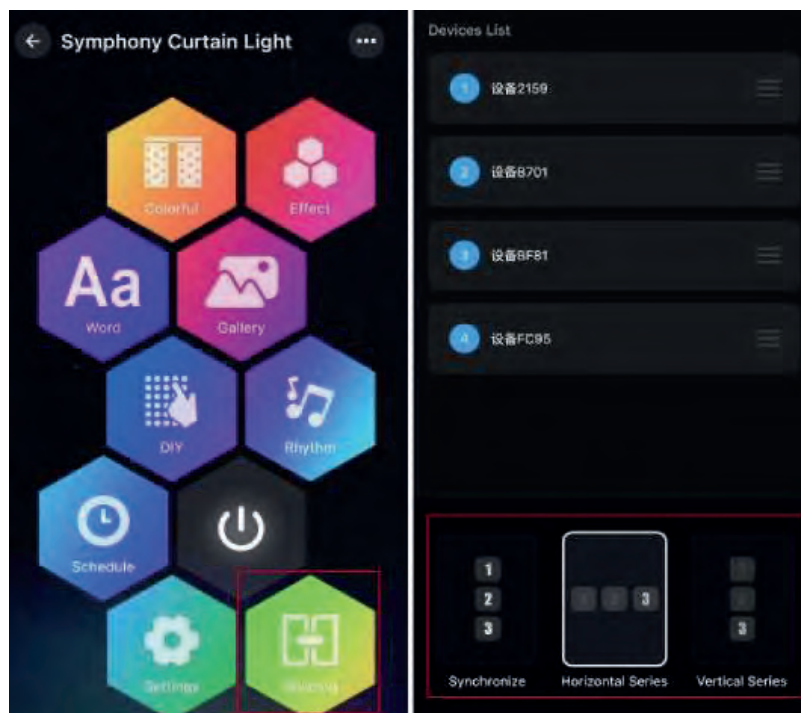 Symphony Curtain Light
Colorful
Effect
Aa
Word
Gallery
DIY
Rhythm
Schedule
Settings
Devices List
1 设备2159
2 设备B701
3 设备BF81
4 设备FC95
1
2
3
3
3
Synchronize
Horizontal Series
Vertical Series